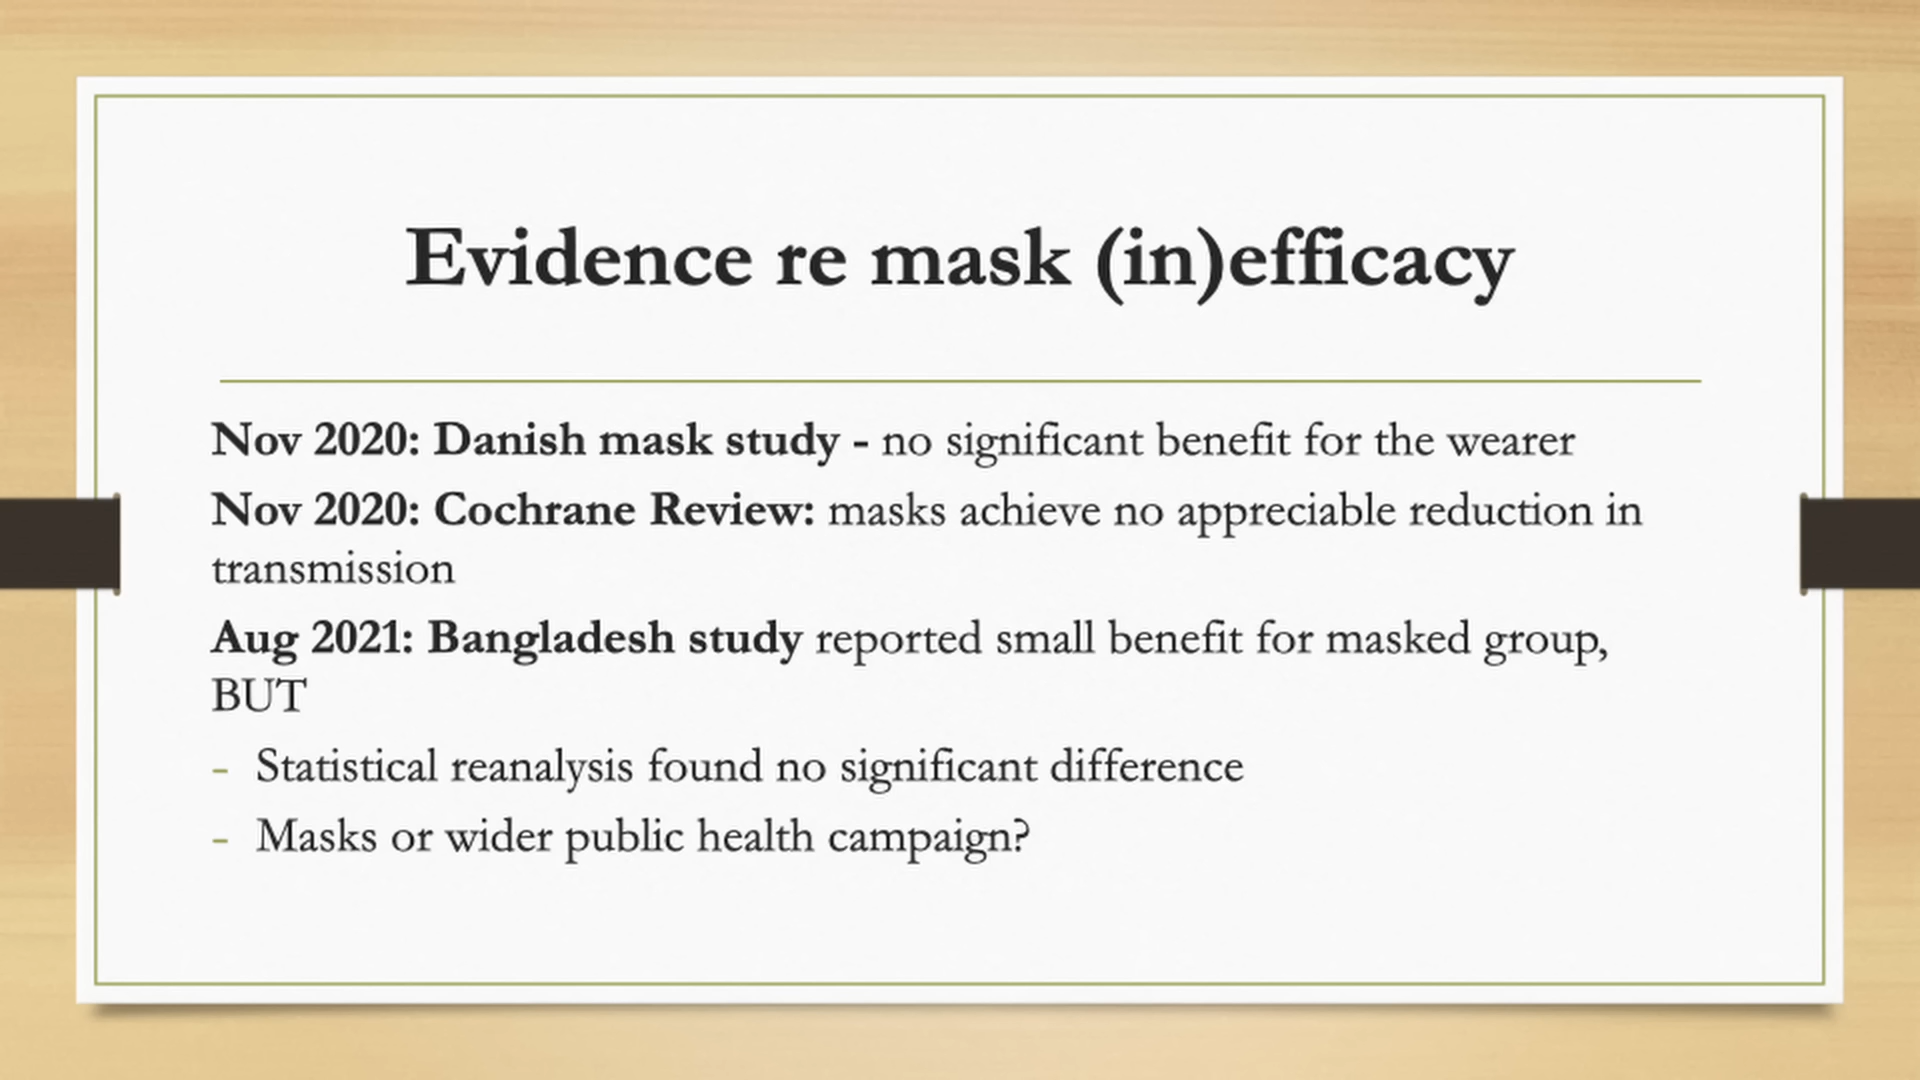 Evidence re mask (in)efficacy
Nov 2020: Danish mask study - no significant benefit for the wearer
Nov 2020: Cochrane Review: masks achieve no appreciable reduction in
transmission
Aug 2021: Bangladesh study reported small benefit for masked group,
BUT
- Statistical reanalysis found no significant difference
- Masks or wider public health campaign?